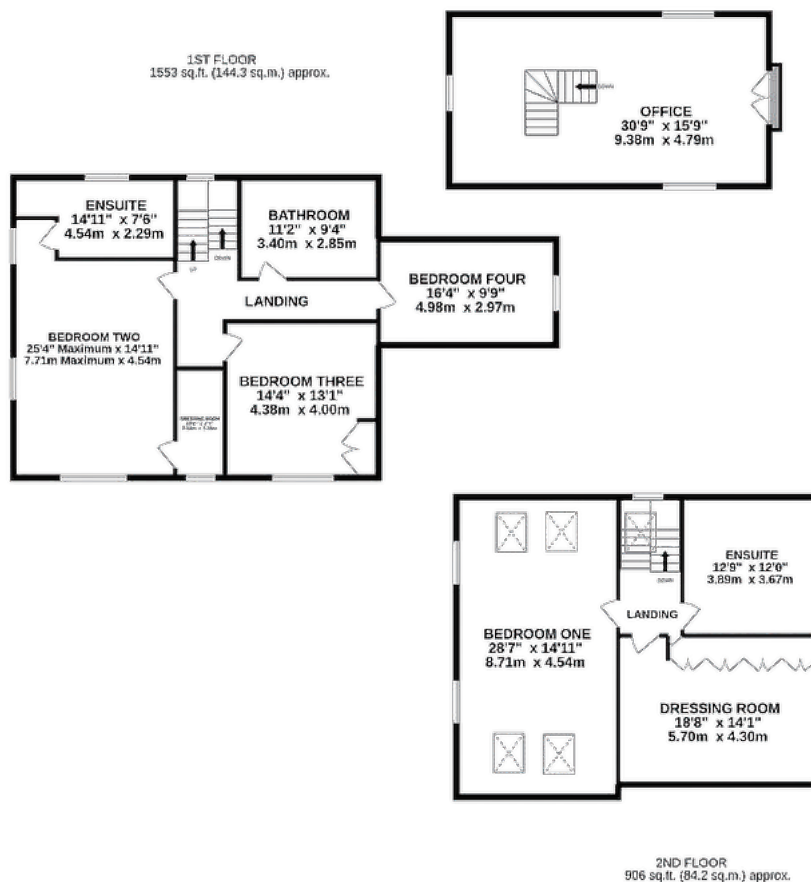 1ST FLOOR
1553 sq.ft. (144.3 sq.m.) approx.
OFFICE
30'9" x 15'9"
9.38m x 4.79m
DOWN
ENSUITE
14'11" x 7'6"
4.54m x 2.29m
UP
DOWN
BATHROOM
11'2" x 9'4"
3.40m x 2.85m
BEDROOM FOUR
16'4" x 9'9"
4.98m x 2.97m
LANDING
BEDROOM TWO
25'4" Maximum x 14'11"
7.71m Maximum x 4.54m
BEDROOM THREE
14'4" x 13'1"
4.38m x 4.00m
DRESSING ROOM
ENSUITE
12'9" x 12'0"
3.89m x 3.67m
DOWN
LANDING
BEDROOM ONE
28'7" x 14'11"
8.71m x 4.54m
DRESSING ROOM
18'8" x 14'1"
5.70m x 4.30m
2ND FLOOR
906 sq.ft. (84.2 sq.m.) approx.